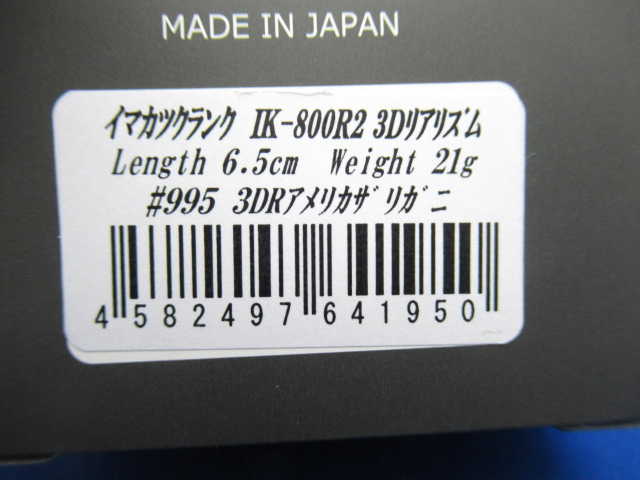 MADE IN JAPAN
イマカツクランク IK-800R2 3Dリアリズム
Length 6.5cm Weight 21g
#995 3DRアメリカザリガニ
4 582497 641950